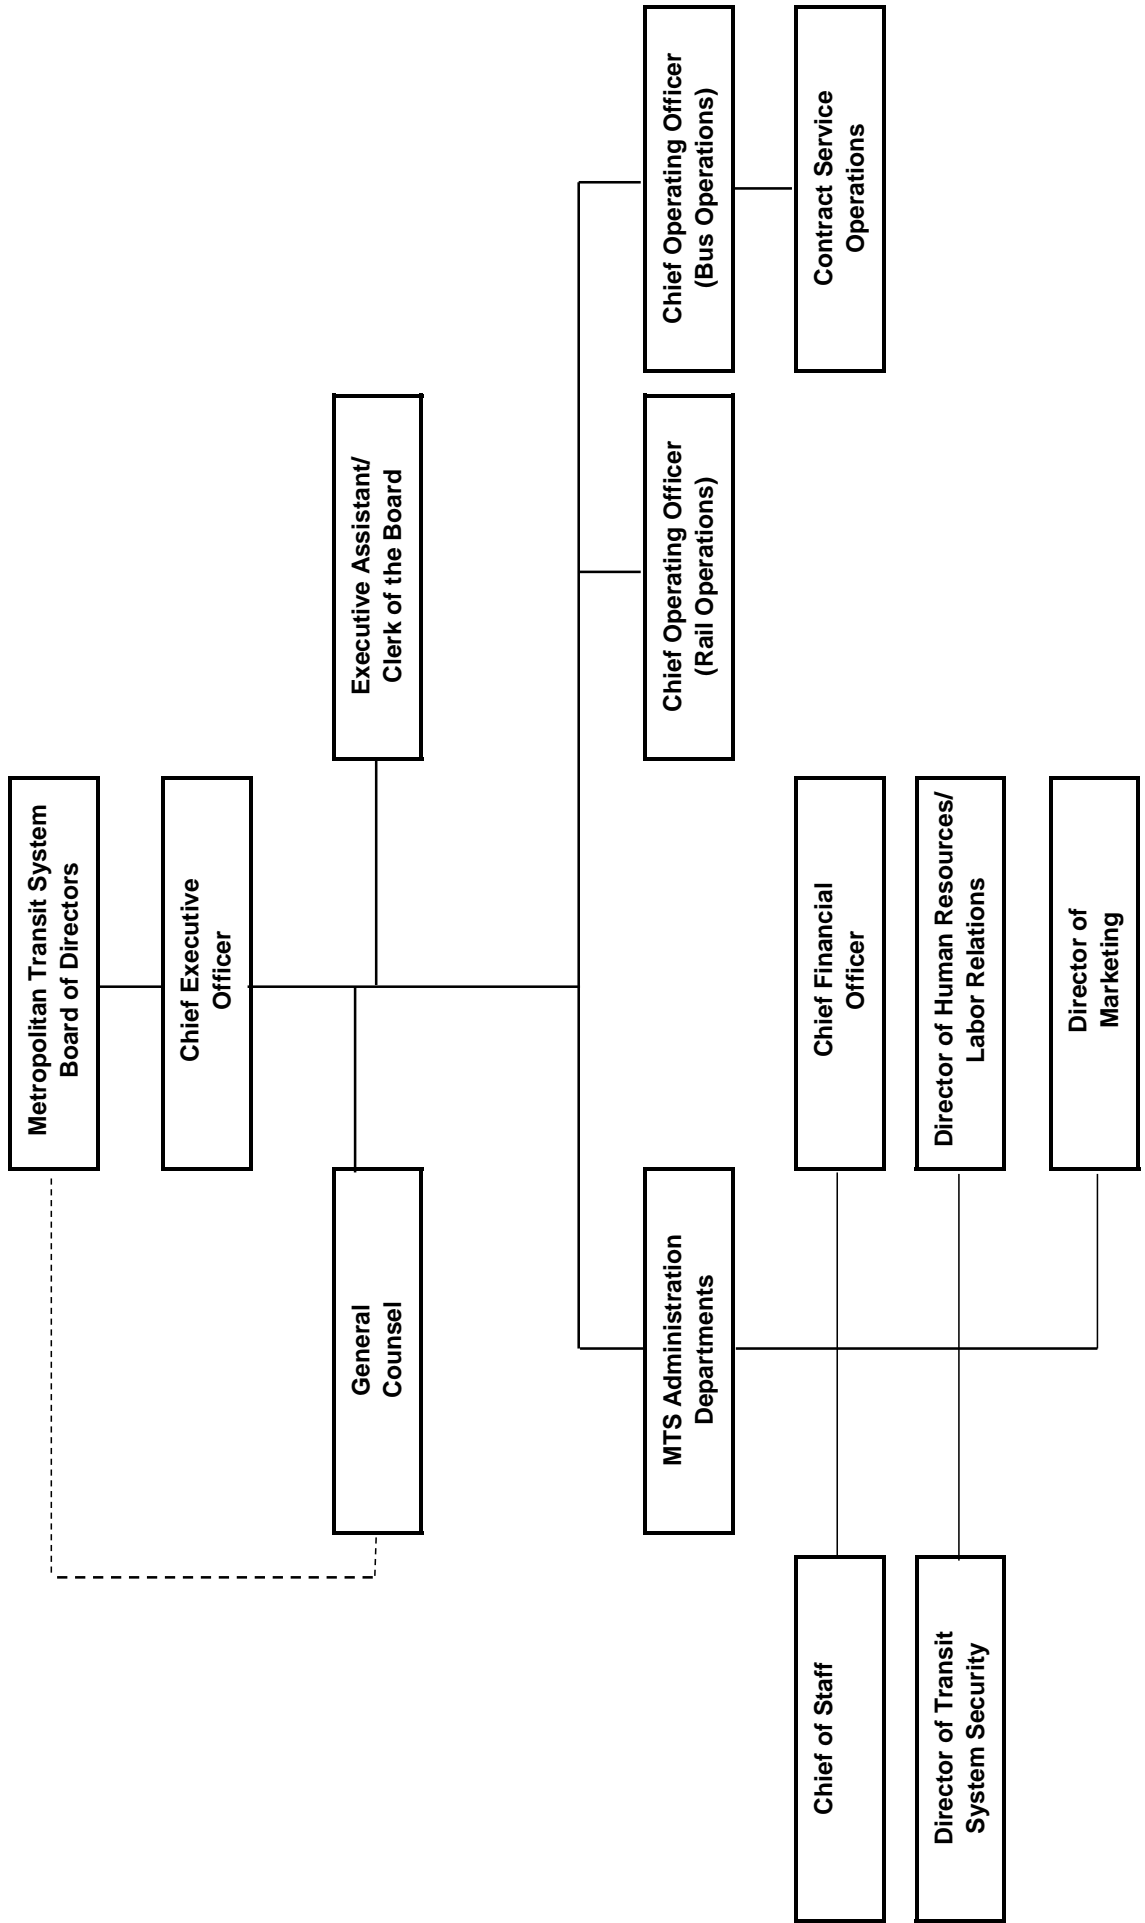 Metropolitan Transit System
Board of Directors
Chief Executive
Officer
General
Counsel
Executive Assistant/
Clerk of the Board
MTS Administration
Departments
Chief Operating Officer
(Rail Operations)
Chief Operating Officer
(Bus Operations)
Chief of Staff
Chief Financial
Officer
Contract Service
Operations
Director of Transit
System Security
Director of Human Resources/
Labor Relations
Director of
Marketing